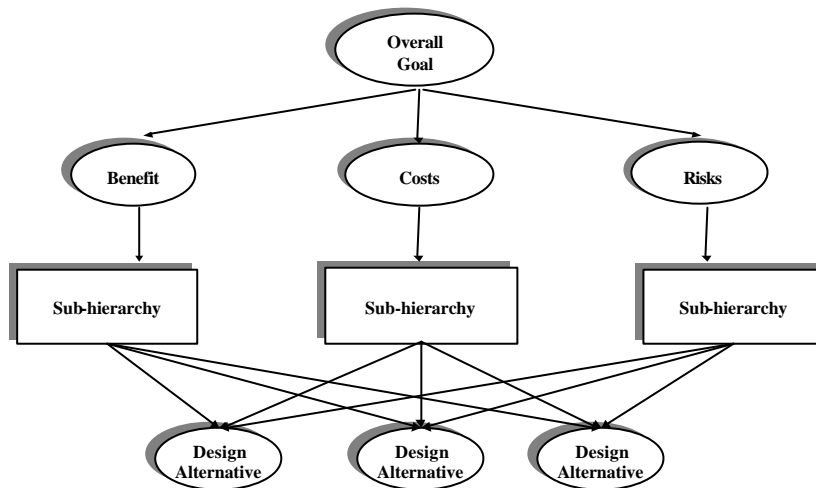 Overall
Goal
Benefit
Costs
Risks
Sub-hierarchy
Sub-hierarchy
Sub-hierarchy
Design
Alternative
Design
Alternative
Design
Alternative